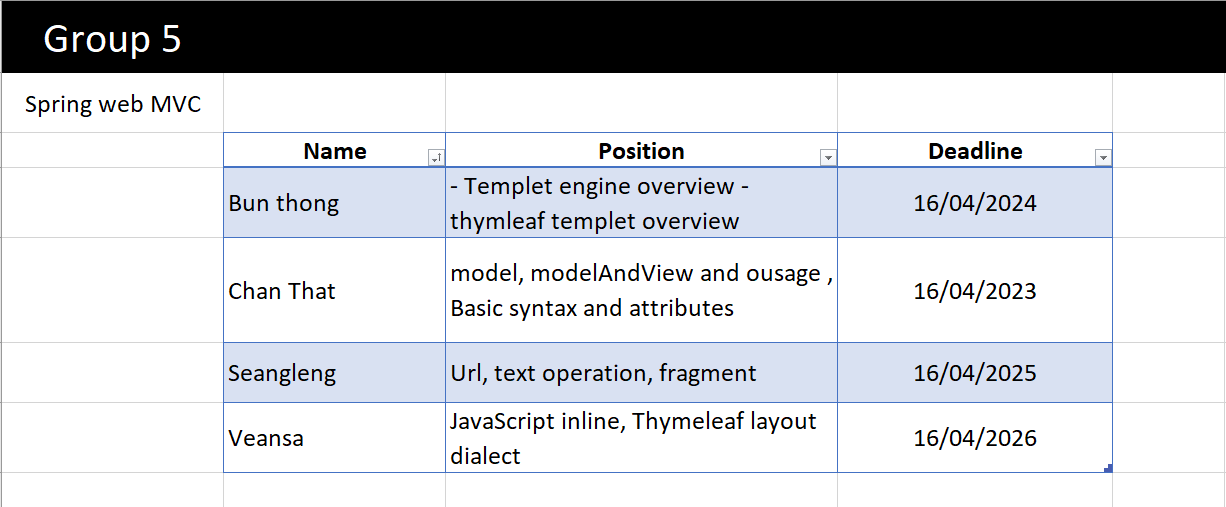 Group 5
Spring web MVC
Name Position Deadline
Bun thong
- Templet engine overview -
thymleaf templet overview
16/04/2024
Chan That
model, modelAndView and ousage ,
Basic syntax and attributes
16/04/2023
Seangleng
Url, text operation, fragment
16/04/2025
Veansa
JavaScript inline, Thymeleaf layout
dialect
16/04/2026